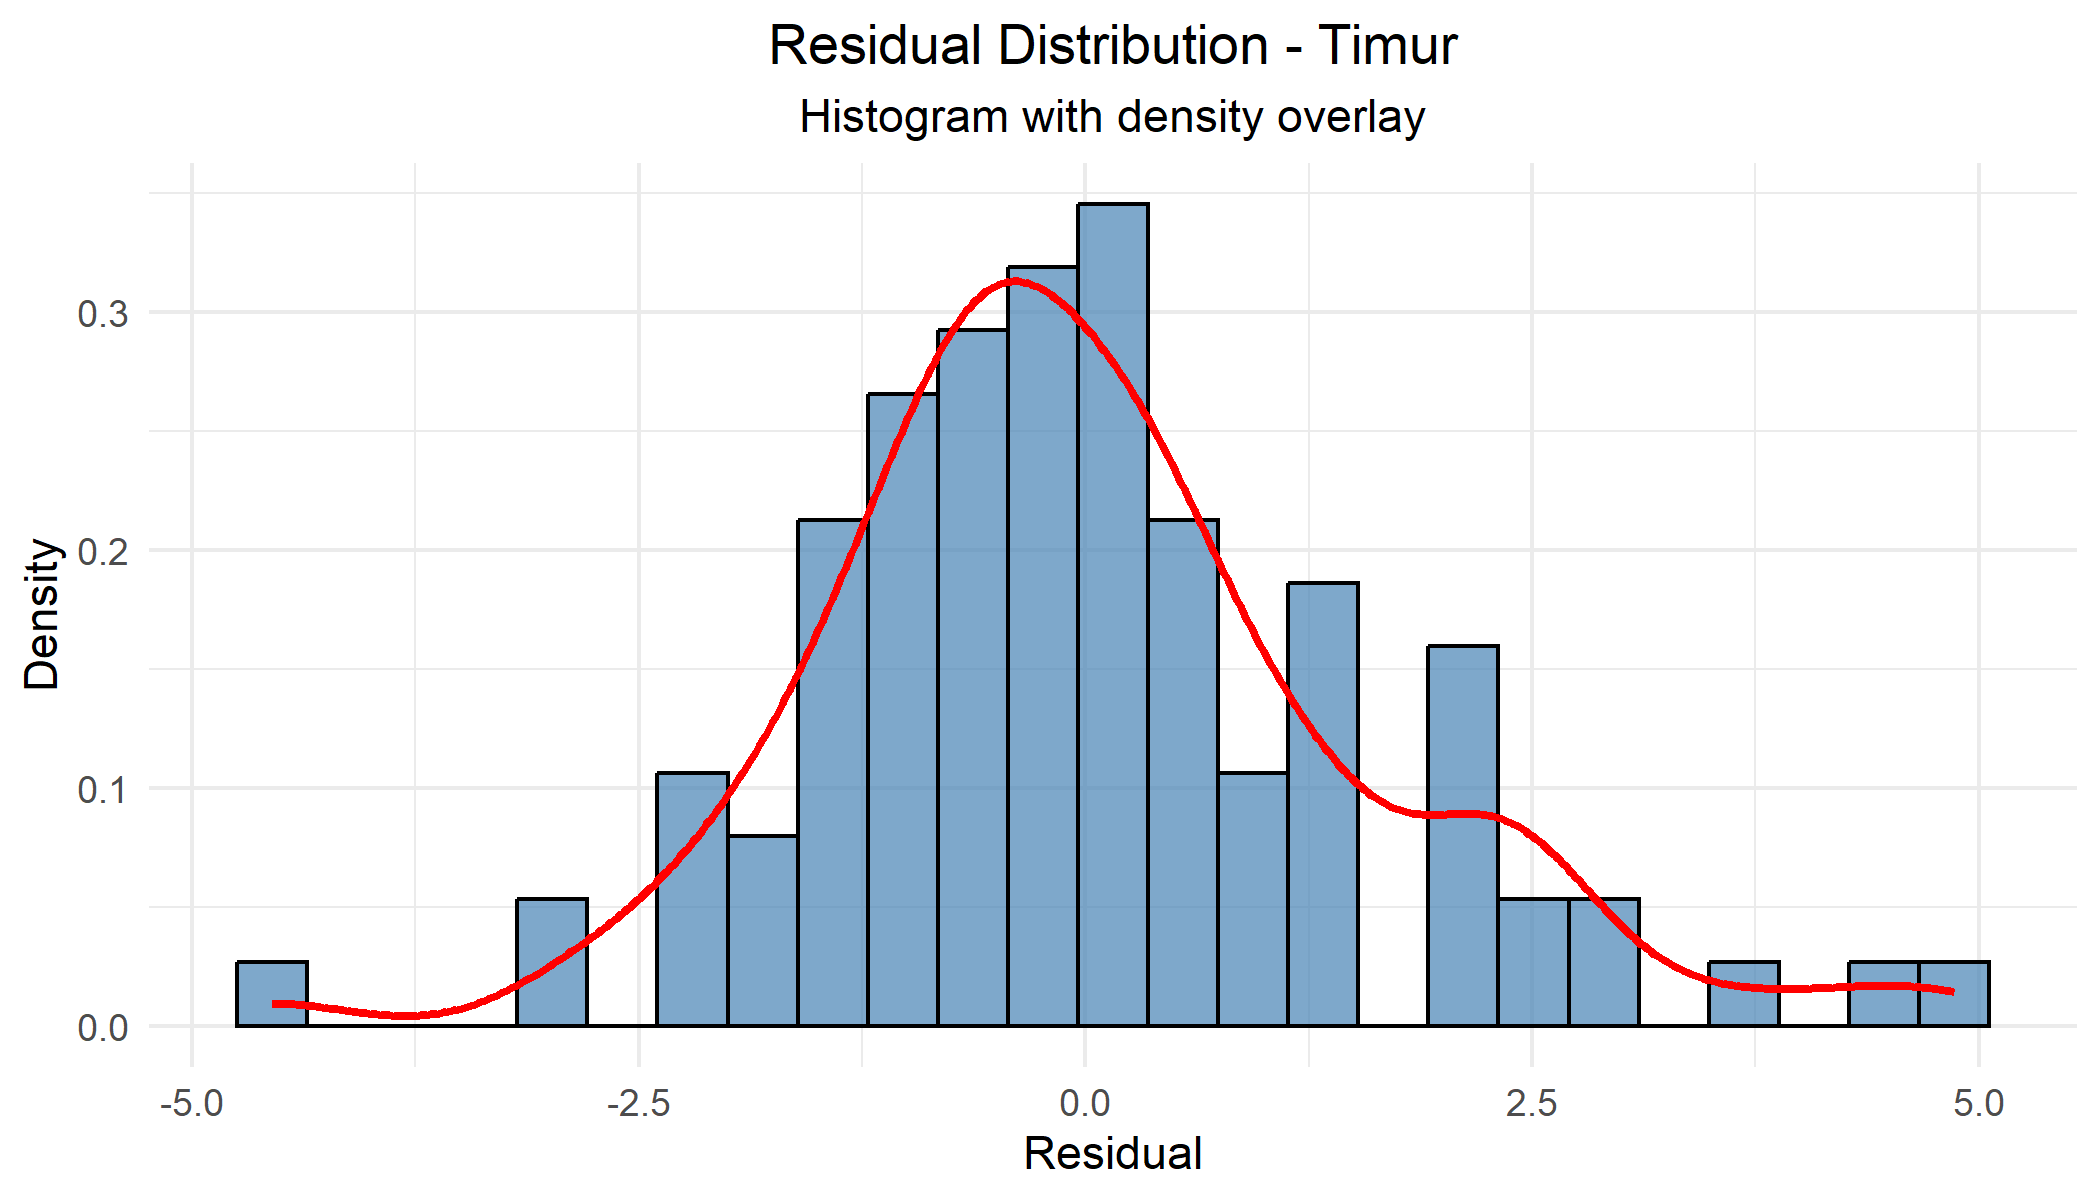 Residual Distribution - Timur
Histogram with density overlay
Density
0.3
0.2
0.1
0.0
-5.0 -2.5 0.0 2.5 5.0
Residual